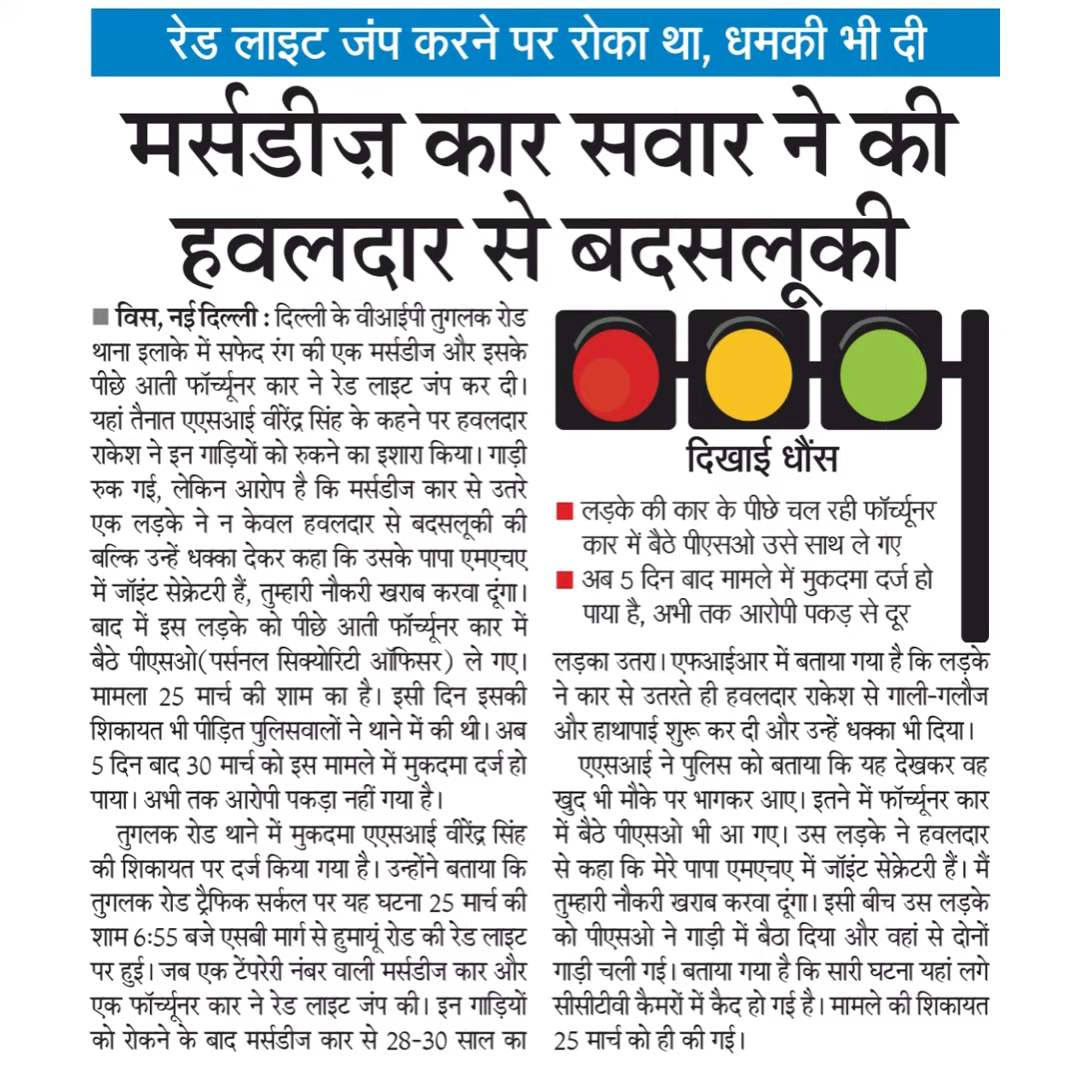 रेड लाइट जंप करने पर रोका था, धमकी भी दी
मर्सडीज़ कार सवार ने की
हवलदार से बदसलूकी
■ विस, नई दिल्ली : दिल्ली के वीआईपी तुगलक रोड
थाना इलाके में सफेद रंग की एक मर्सडीज और इसके
पीछे आती फॉर्च्यूनर कार ने रेड लाइट जंप कर दी।
यहां तैनात एएसआई वीरेंद्र सिंह के कहने पर हवलदार
राकेश ने इन गाड़ियों को रुकने का इशारा किया। गाड़ी
रुक गई, लेकिन आरोप है कि मर्सडीज कार से उतरे
एक लड़के ने न केवल हवलदार से बदसलूकी की
बल्कि उन्हें धक्का देकर कहा कि उसके पापा एमएचए
में जॉइंट सेक्रेटरी हैं, तुम्हारी नौकरी खराब करवा दूंगा।
बाद में इस लड़के को पीछे आती फॉर्च्यूनर कार में
बैठे पीएसओ(पर्सनल सिक्योरिटी ऑफिसर) ले गए।
मामला 25 मार्च की शाम का है। इसी दिन इसकी
शिकायत भी पीड़ित पुलिसवालों ने थाने में की थी। अब
5 दिन बाद 30 मार्च को इस मामले में मुकदमा दर्ज हो
पाया। अभी तक आरोपी पकड़ा नहीं गया है।
तुगलक रोड थाने में मुकदमा एएसआई वीरेंद्र सिंह
की शिकायत पर दर्ज किया गया है। उन्होंने बताया कि
तुगलक रोड ट्रैफिक सर्कल पर यह घटना 25 मार्च की
शाम 6:55 बजे एसबी मार्ग से हुमायूं रोड की रेड लाइट
पर हुई। जब एक टेंपरेरी नंबर वाली मर्सडीज कार और
एक फॉर्च्यूनर कार ने रेड लाइट जंप की। इन गाड़ियों
को रोकने के बाद मर्सडीज कार से 28-30 साल का
दिखाई धौंस
■ लड़के की कार के पीछे चल रही फॉर्च्यूनर
कार में बैठे पीएसओ उसे साथ ले गए
■ अब 5 दिन बाद मामले में मुकदमा दर्ज हो
पाया है, अभी तक आरोपी पकड़ से दूर
लड़का उतरा। एफआईआर में बताया गया है कि लड़के
ने कार से उतरते ही हवलदार राकेश से गाली-गलौज
और हाथापाई शुरू कर दी और उन्हें धक्का भी दिया।
एएसआई ने पुलिस को बताया कि यह देखकर वह
खुद भी मौके पर भागकर आए। इतने में फॉर्च्यूनर कार
में बैठे पीएसओ भी आ गए। उस लड़के ने हवलदार
से कहा कि मेरे पापा एमएचए में जॉइंट सेक्रेटरी हैं। मैं
तुम्हारी नौकरी खराब करवा दूंगा। इसी बीच उस लड़के
को पीएसओ ने गाड़ी में बैठा दिया और वहां से दोनों
गाड़ी चली गई। बताया गया है कि सारी घटना यहां लगे
सीसीटीवी कैमरों में कैद हो गई है। मामले की शिकायत
25 मार्च को ही की गई।